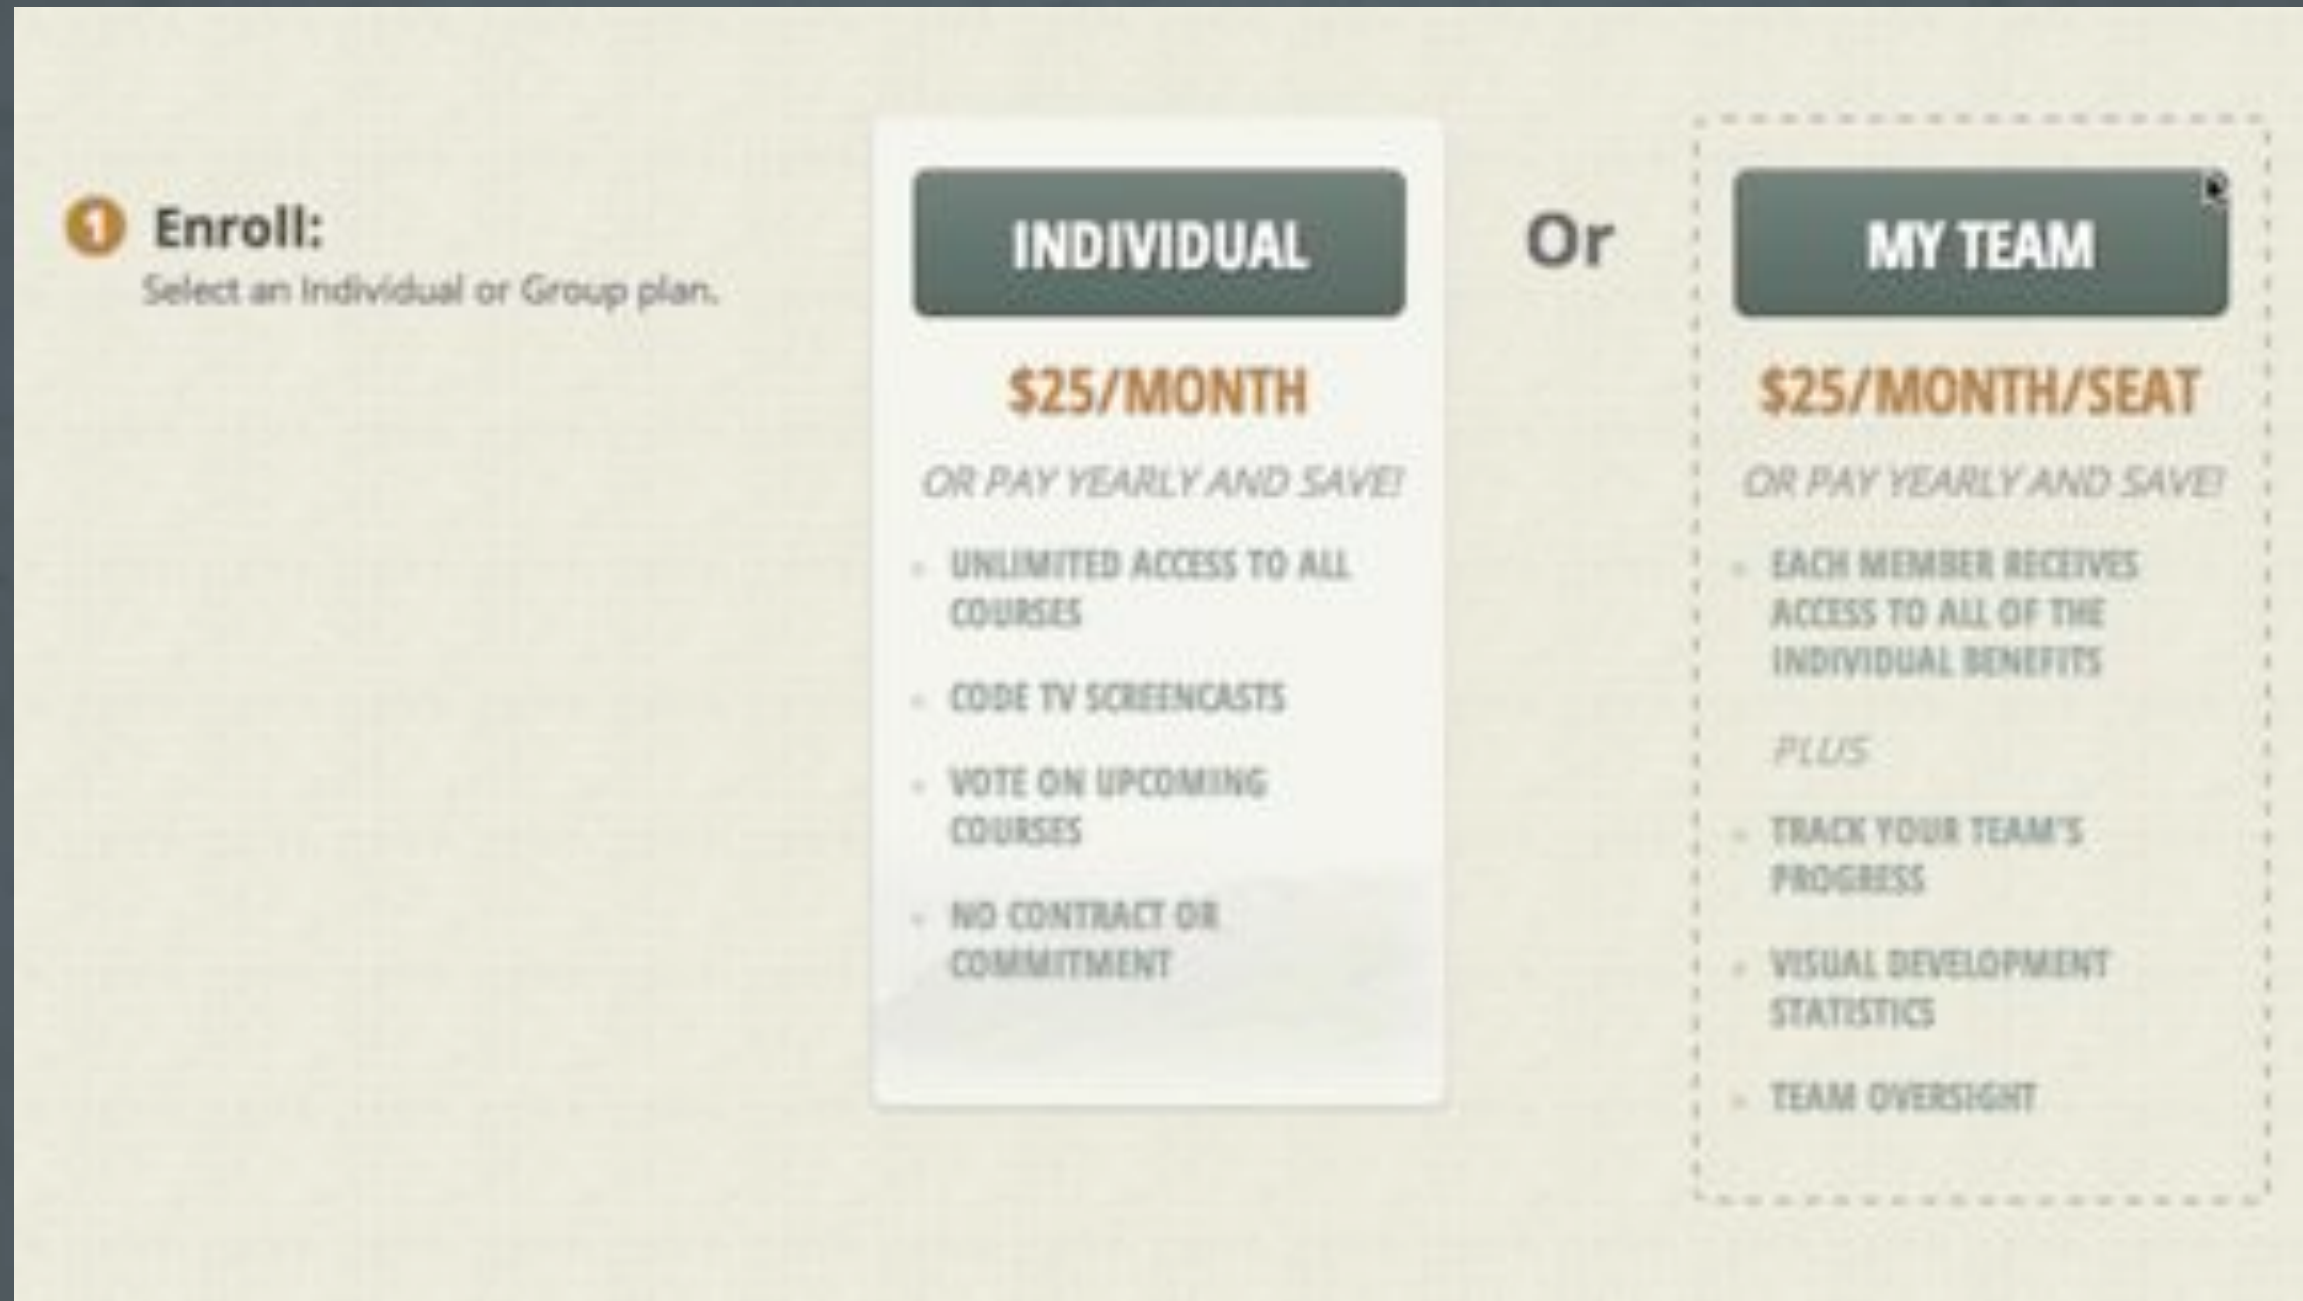 1 Enroll:
Select an Individual or Group plan.
INDIVIDUAL
$25/MONTH
OR PAY YEARLY AND SAVE!
UNLIMITED ACCESS TO ALL
COURSES
CODE TV SCREENCASTS
VOTE ON UPCOMING
COURSES
NO CONTRACT OR
COMMITMENT
Or
MY TEAM
$25/MONTH/SEAT
OR PAY YEARLY AND SAVE!
EACH MEMBER RECEIVES
ACCESS TO ALL OF THE
INDIVIDUAL BENEFITS
PLUS
TRACK YOUR TEAM'S
PROGRESS
VISUAL DEVELOPMENT
STATISTICS
TEAM OVERSIGHT